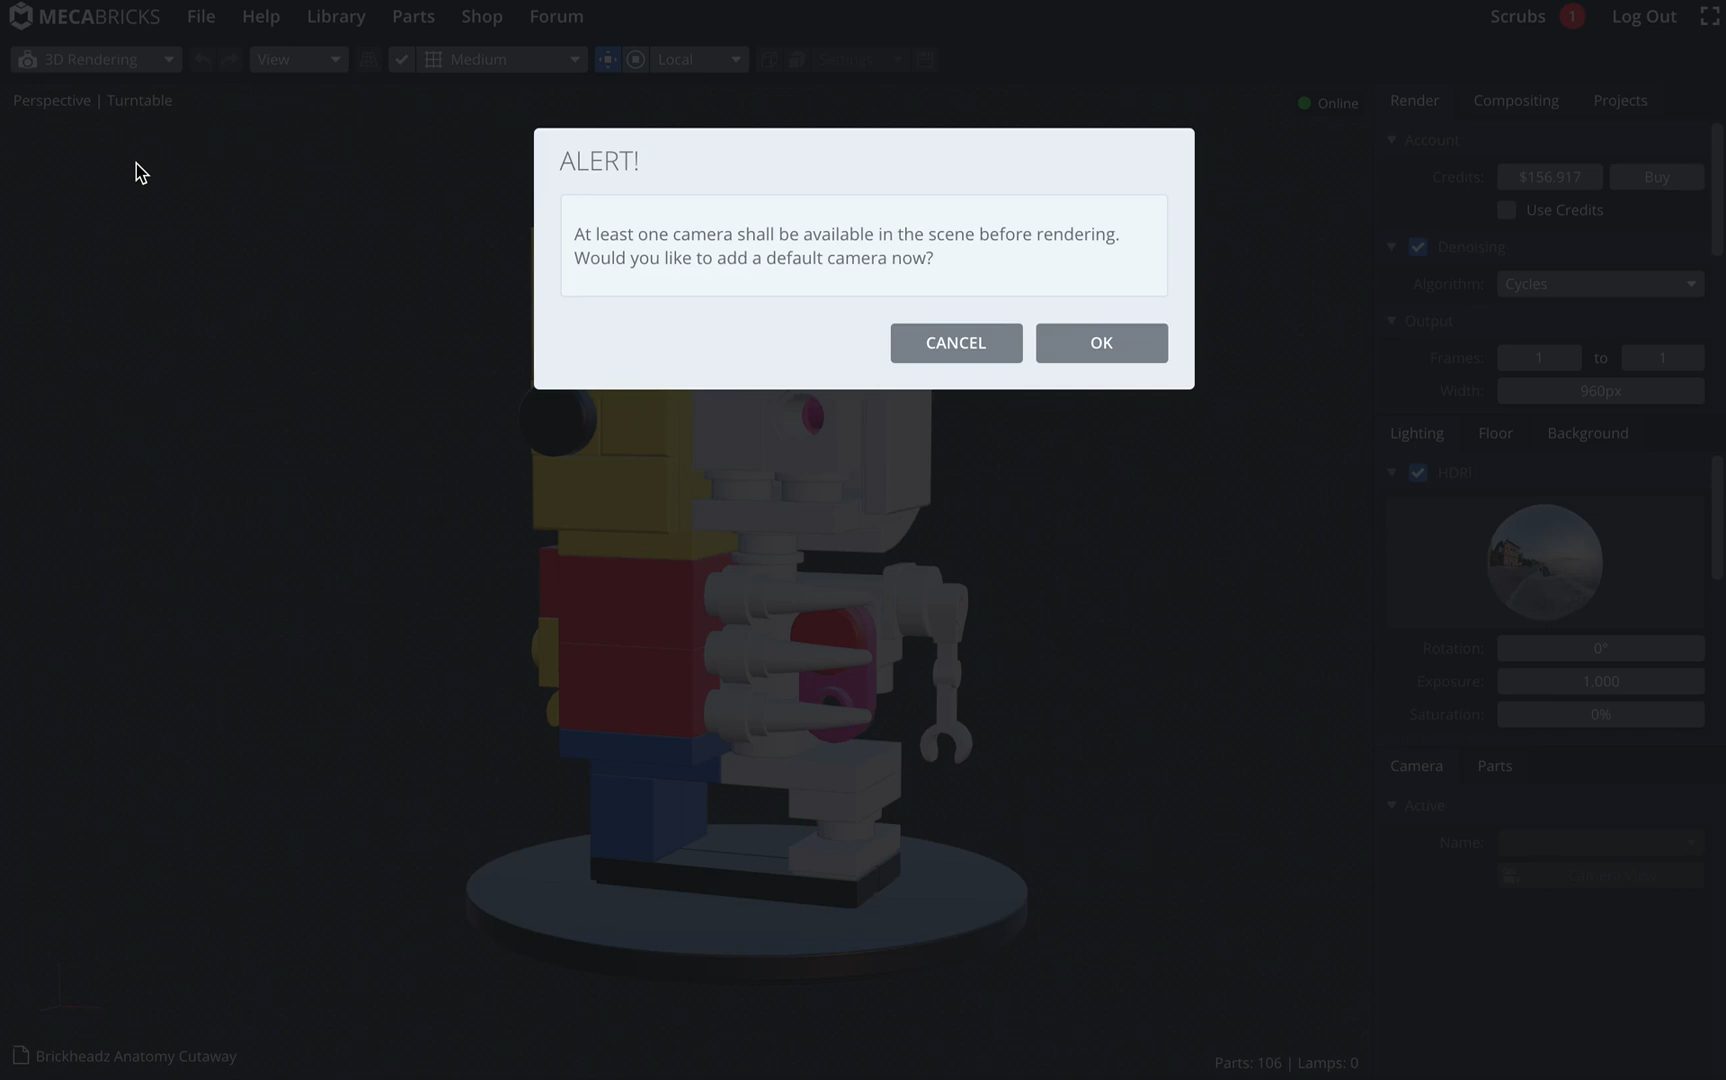 MECABRICKS File Help Library Parts Shop Forum Scrubs 1 Log Out
3D Rendering View Medium Local Settings
Perspective | Turntable
Online
ALERT!
At least one camera shall be available in the scene before rendering.
Would you like to add a default camera now?
CANCEL OK
Render Compositing Projects
Account
Credits: $156.917 Buy
Use Credits
Denoising
Algorithm: Cycles
Output
Frames: 1 to 1
Width: 960px
Lighting Floor Background
HDRI
Rotation: 0°
Exposure: 1.000
Saturation: 0%
Camera Parts
Active
Name:
Camera View
Brickheadz Anatomy Cutaway
Parts: 106 | Lamps: 0